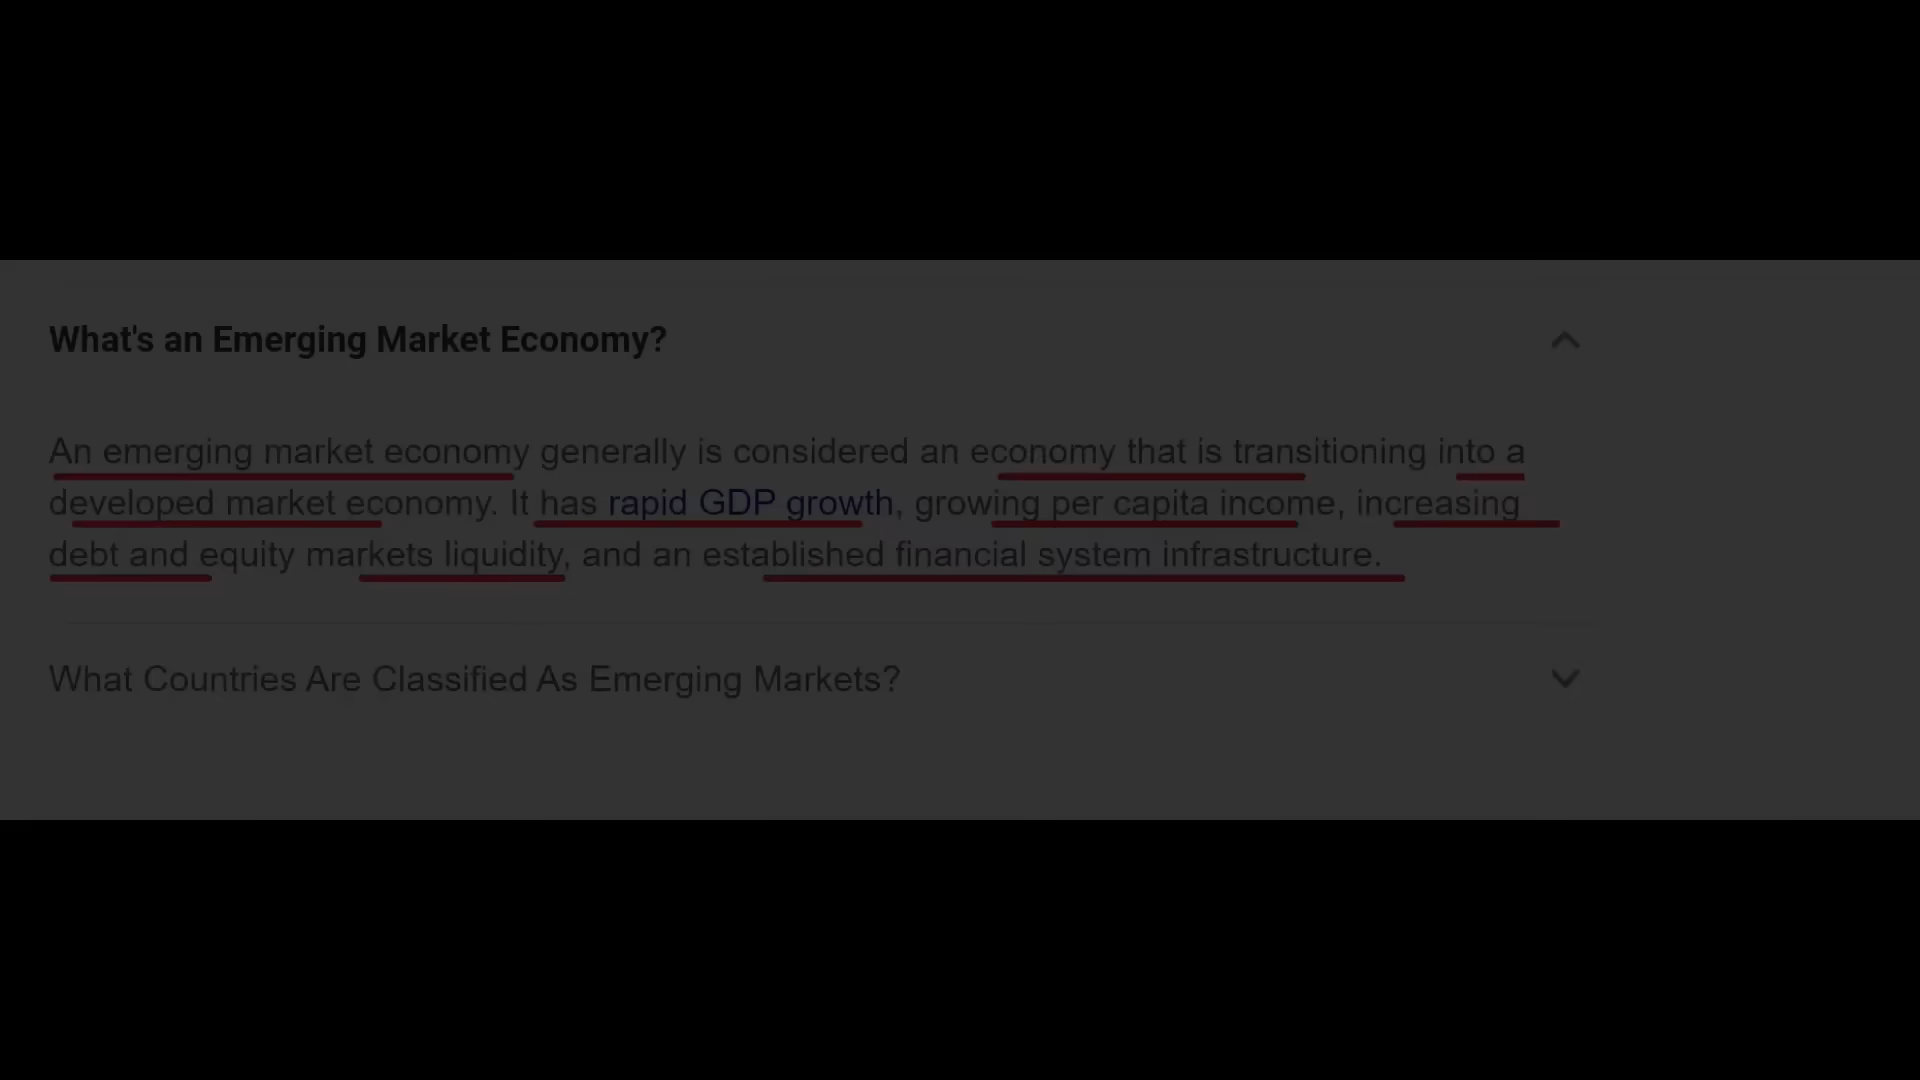 What's an Emerging Market Economy?
An emerging market economy generally is considered an economy that is transitioning into a
developed market economy. It has rapid GDP growth, growing per capita income, increasing
debt and equity markets liquidity, and an established financial system infrastructure.
What Countries Are Classified As Emerging Markets?